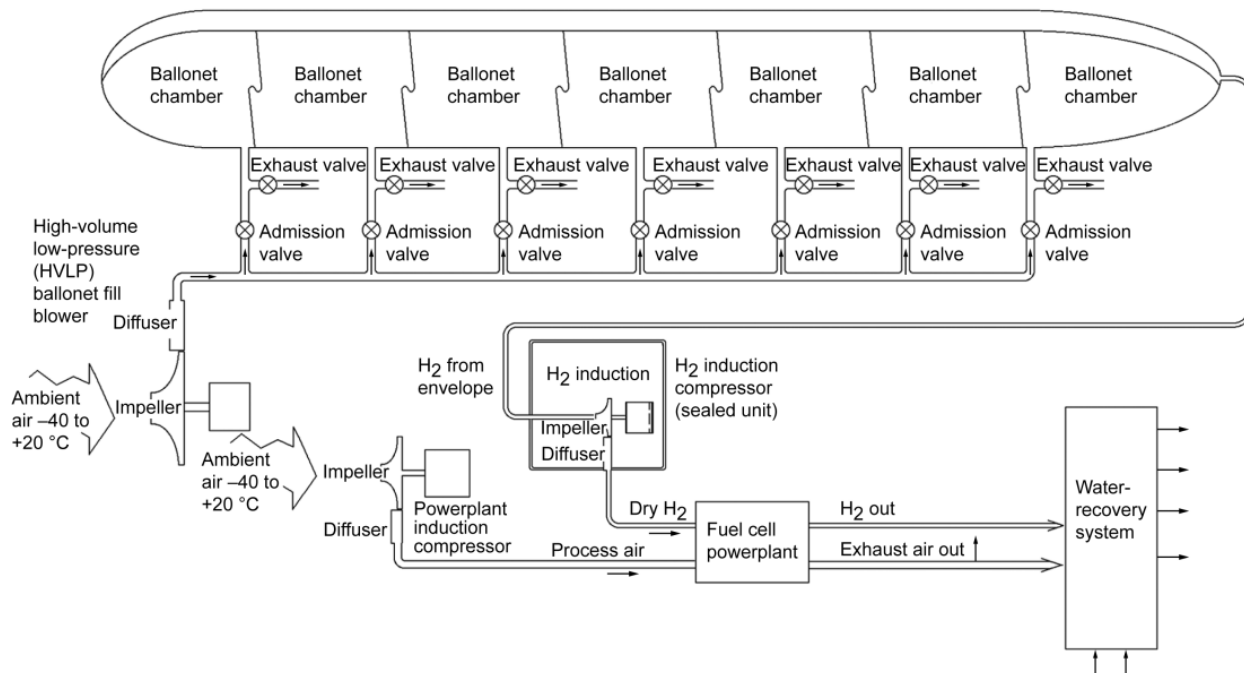 Ballonet
chamber
Ballonet
chamber
Ballonet
chamber
Ballonet
chamber
Ballonet
chamber
Ballonet
chamber
Ballonet
chamber
Exhaust valve
Exhaust valve
Exhaust valve
Exhaust valve
Exhaust valve
Exhaust valve
Exhaust valve
Admission
valve
Admission
valve
Admission
valve
Admission
valve
Admission
valve
Admission
valve
Admission
valve
High-volume
low-pressure
(HVLP)
ballonet fill
blower
Diffuser
Impeller
Ambient
air –40 to
+20 °C
Ambient
air –40 to
+20 °C
Impeller
Diffuser
Powerplant
induction
compressor
H2 from
envelope
H2 induction
Impeller
Diffuser
H2 induction
compressor
(sealed unit)
Dry H2
Process air
Fuel cell
powerplant
H2 out
Exhaust air out
Water-
recovery
system